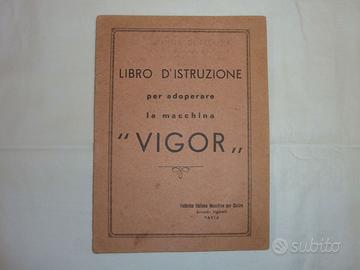 LIBRO D'ISTRUZIONE
per adoperare
la macchina
"VIGOR„
Fabbrica Italiana Macchine per Cucire
PAVIA
subito